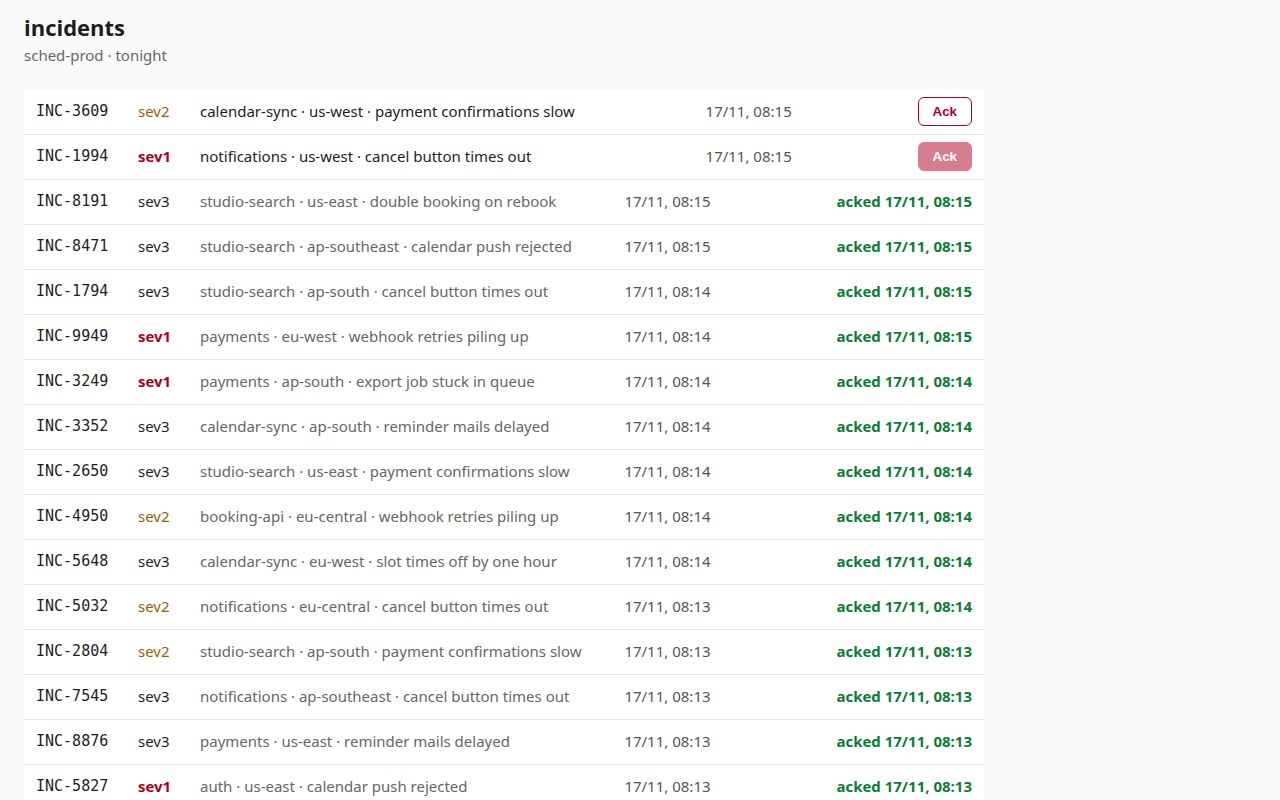 incidents
sched-prod · tonight
INC-3609 sev2 calendar-sync · us-west · payment confirmations slow 17/11, 08:15 Ack
INC-1994 sev1 notifications · us-west · cancel button times out 17/11, 08:15 Ack
INC-8191 sev3 studio-search · us-east · double booking on rebook 17/11, 08:15 acked 17/11, 08:15
INC-8471 sev3 studio-search · ap-southeast · calendar push rejected 17/11, 08:15 acked 17/11, 08:15
INC-1794 sev3 studio-search · ap-south · cancel button times out 17/11, 08:14 acked 17/11, 08:15
INC-9949 sev1 payments · eu-west · webhook retries piling up 17/11, 08:14 acked 17/11, 08:15
INC-3249 sev1 payments · ap-south · export job stuck in queue 17/11, 08:14 acked 17/11, 08:14
INC-3352 sev3 calendar-sync · ap-south · reminder mails delayed 17/11, 08:14 acked 17/11, 08:14
INC-2650 sev3 studio-search · us-east · payment confirmations slow 17/11, 08:14 acked 17/11, 08:14
INC-4950 sev2 booking-api · eu-central · webhook retries piling up 17/11, 08:14 acked 17/11, 08:14
INC-5648 sev3 calendar-sync · eu-west · slot times off by one hour 17/11, 08:14 acked 17/11, 08:14
INC-5032 sev2 notifications · eu-central · cancel button times out 17/11, 08:13 acked 17/11, 08:14
INC-2804 sev2 studio-search · ap-south · payment confirmations slow 17/11, 08:13 acked 17/11, 08:13
INC-7545 sev3 notifications · ap-southeast · cancel button times out 17/11, 08:13 acked 17/11, 08:13
INC-8876 sev3 payments · us-east · reminder mails delayed 17/11, 08:13 acked 17/11, 08:13
INC-5827 sev1 auth · us-east · calendar push rejected 17/11, 08:13 acked 17/11, 08:13